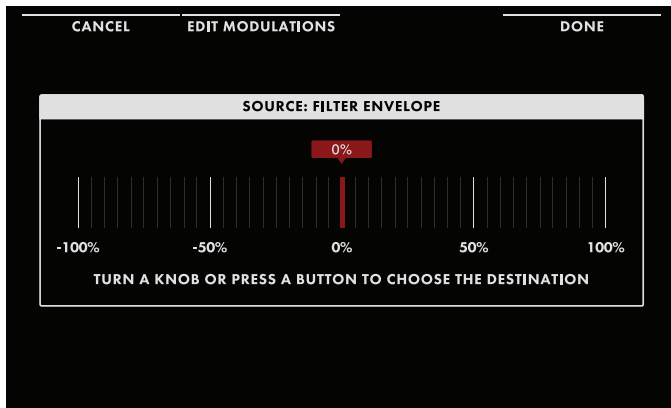 CANCEL EDIT MODULATIONS DONE
SOURCE: FILTER ENVELOPE
0%
-100% -50% 0% 50% 100%
TURN A KNOB OR PRESS A BUTTON TO CHOOSE THE DESTINATION